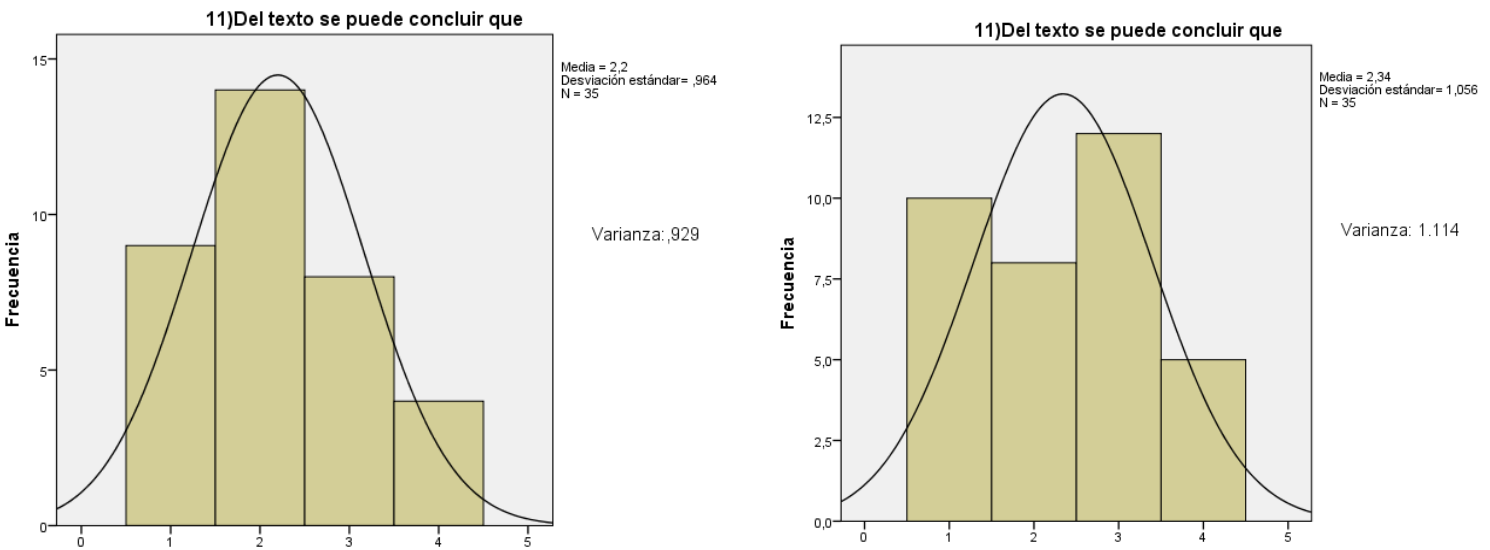 11)Del texto se puede concluir que
Media = 2,2
Desviación estándar= ,964
N = 35
Varianza:,929
Frecuencia
15
10
5
0
0 1 2 3 4 5
11)Del texto se puede concluir que
Media = 2,34
Desviación estándar= 1,056
N = 35
Varianza: 1.114
Frecuencia
12,5
10,0
7,5
5,0
2,5
0,0
0 1 2 3 4 5